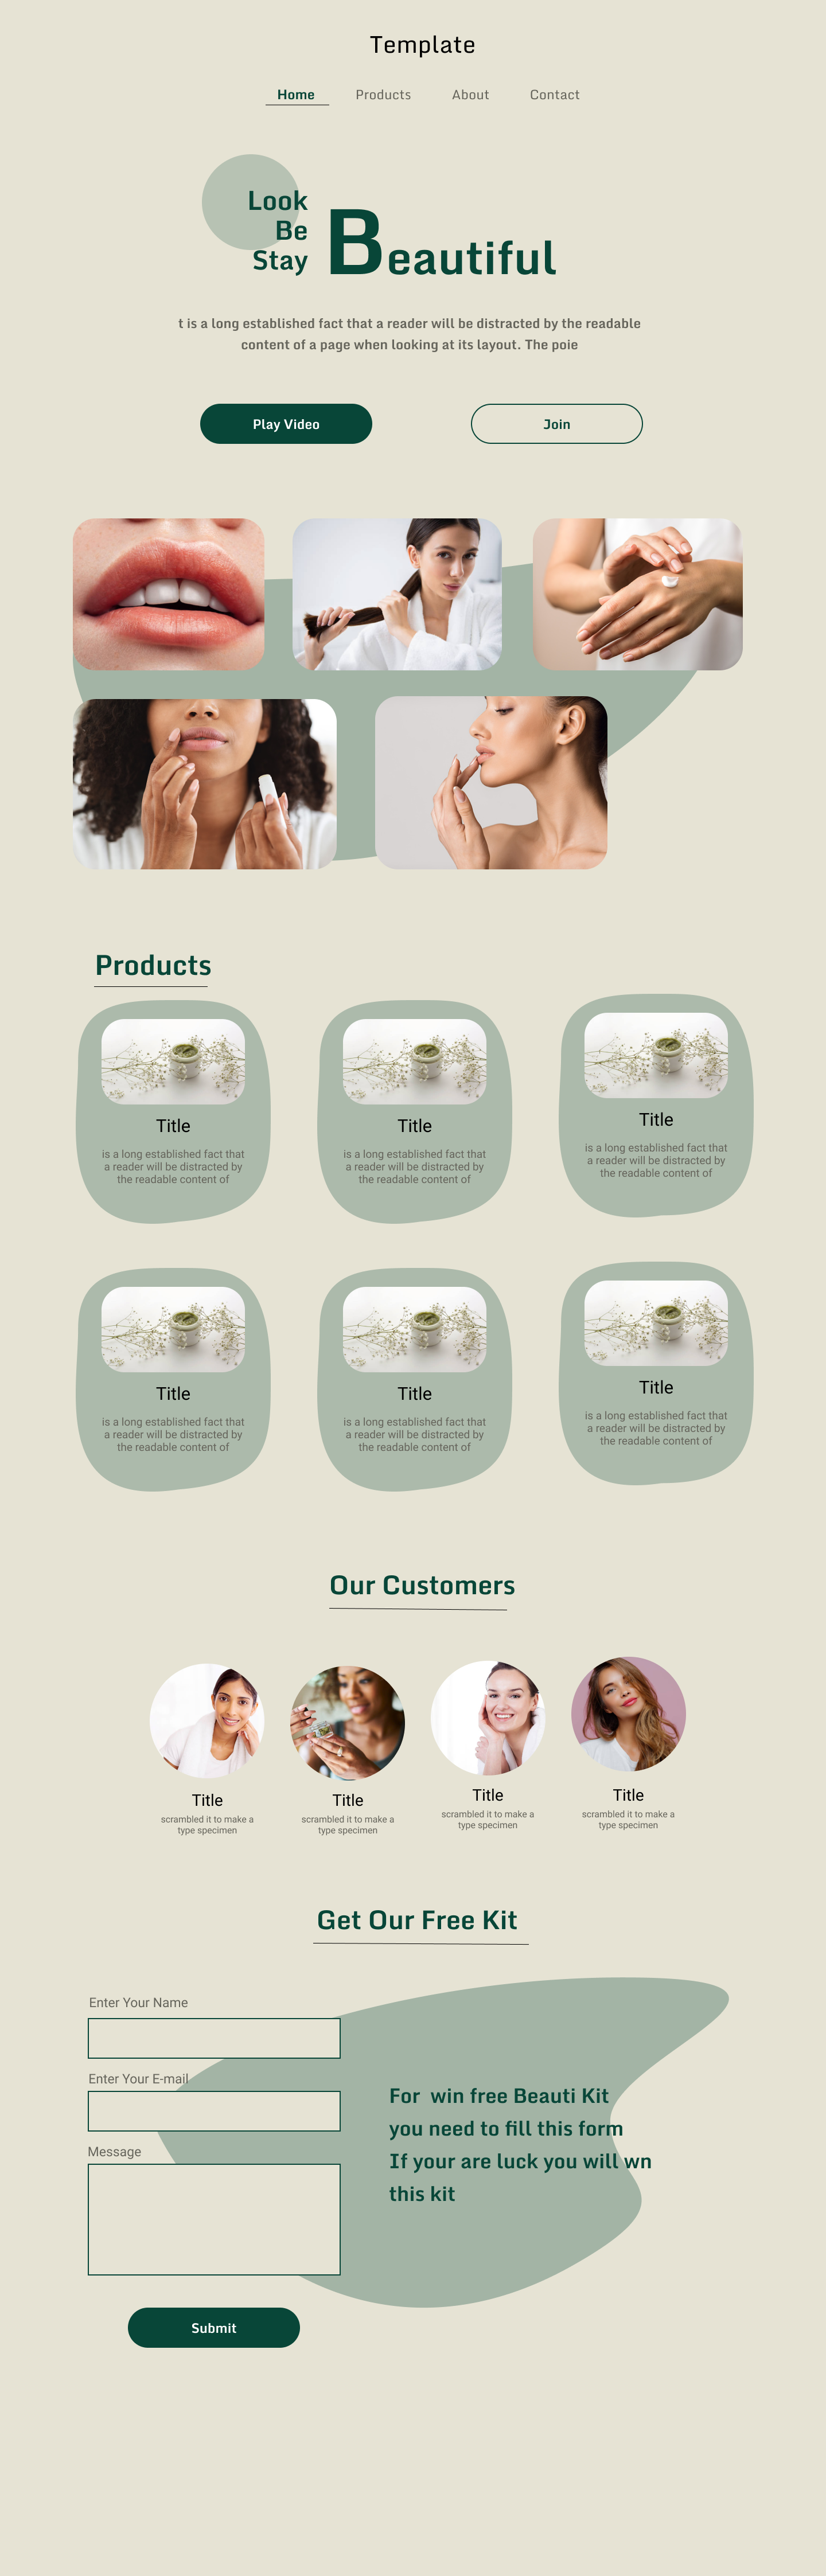 Template
Home Products About Contact
Look
Be
Stay
Beautiful
t is a long established fact that a reader will be distracted by the readable
content of a page when looking at its layout. The poie
Play Video Join
Products
Title
is a long established fact that
a reader will be distracted by
the readable content of
Title
is a long established fact that
a reader will be distracted by
the readable content of
Title
is a long established fact that
a reader will be distracted by
the readable content of
Title
is a long established fact that
a reader will be distracted by
the readable content of
Title
is a long established fact that
a reader will be distracted by
the readable content of
Title
is a long established fact that
a reader will be distracted by
the readable content of
Our Customers
Title
scrambled it to make a
type specimen
Title
scrambled it to make a
type specimen
Title
scrambled it to make a
type specimen
Title
scrambled it to make a
type specimen
Get Our Free Kit
Enter Your Name
Enter Your E-mail
Message
Submit
For  win free Beauti Kit
you need to fill this form
If your are luck you will wn
this kit